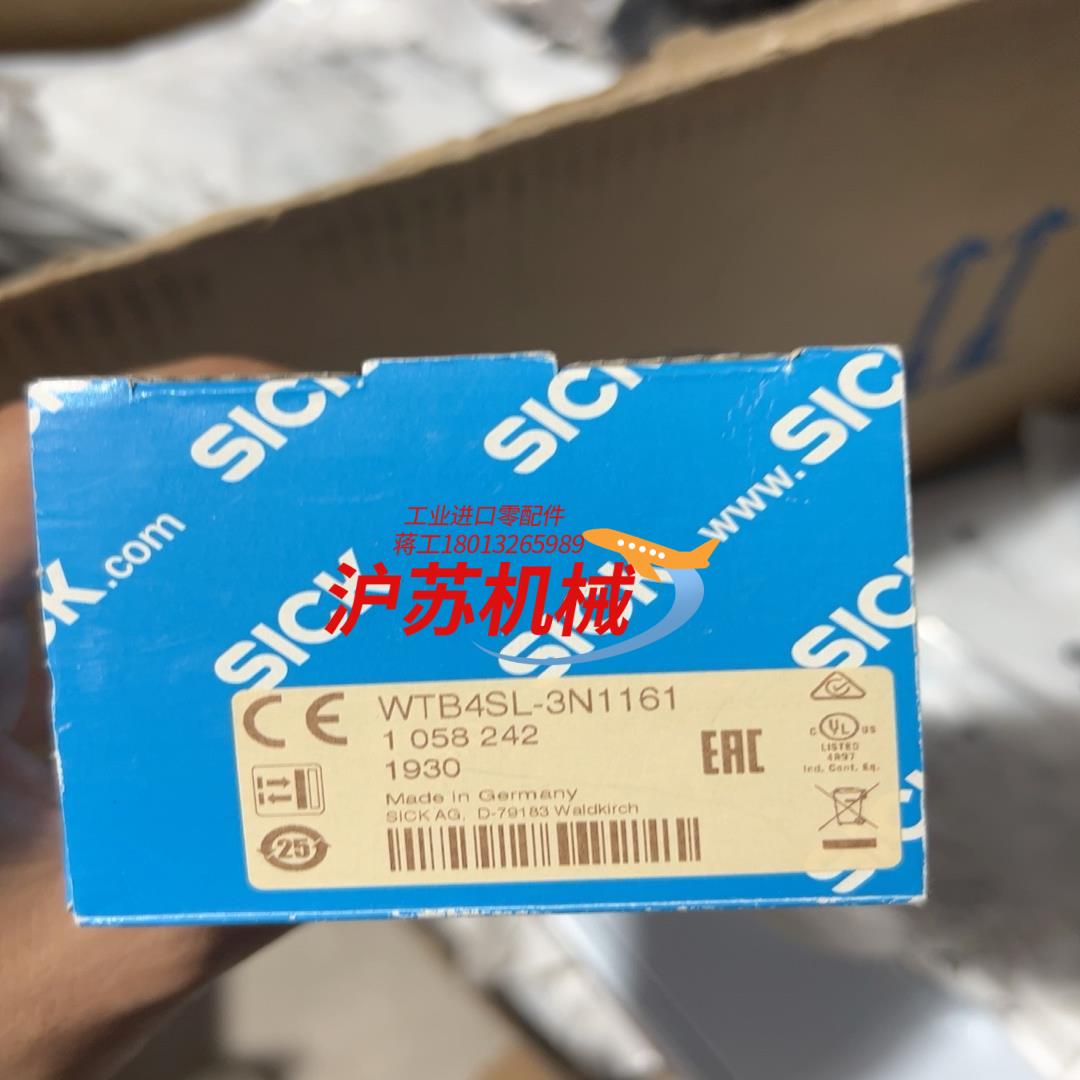 SICK
SICK
www.SICK
SICK.com
工业进口零配件
蒋工18013265989
沪苏机械
SICK
SICK
SICK
CE
WTB4SL-3N1161
1 058 242
1930
Made in Germany
SICK AG, D-79183 Waldkirch
25
EAC
C UL US
LISTED
4R97
Ind. Cont. Eq.